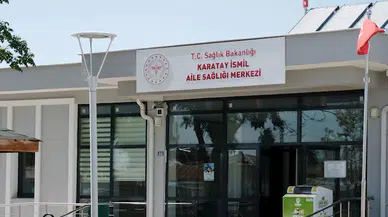 T.C. Sağlık Bakanlığı
KARATAY İSMİL
AİLE SAĞLIĞI MERKEZİ